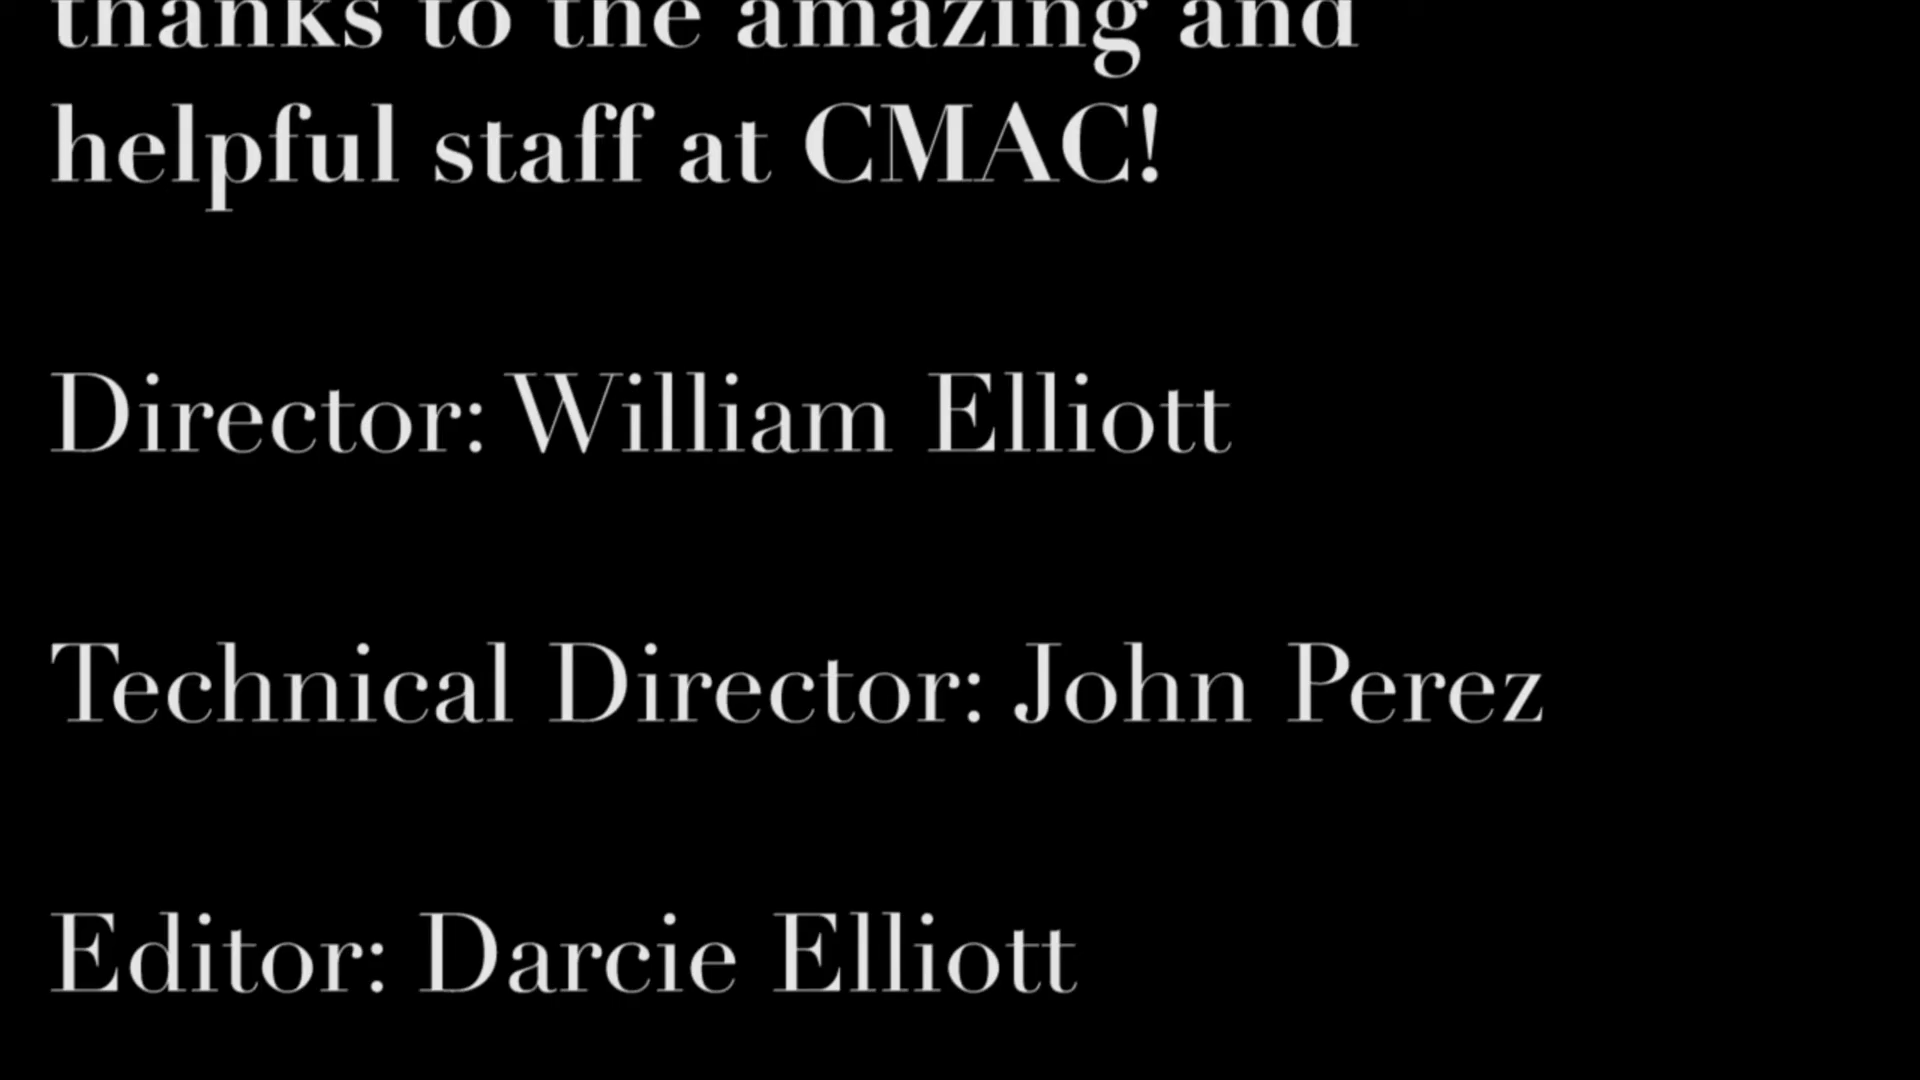 thanks to the amazing and
helpful staff at CMAC!
Director: William Elliott
Technical Director: John Perez
Editor: Darcie Elliott